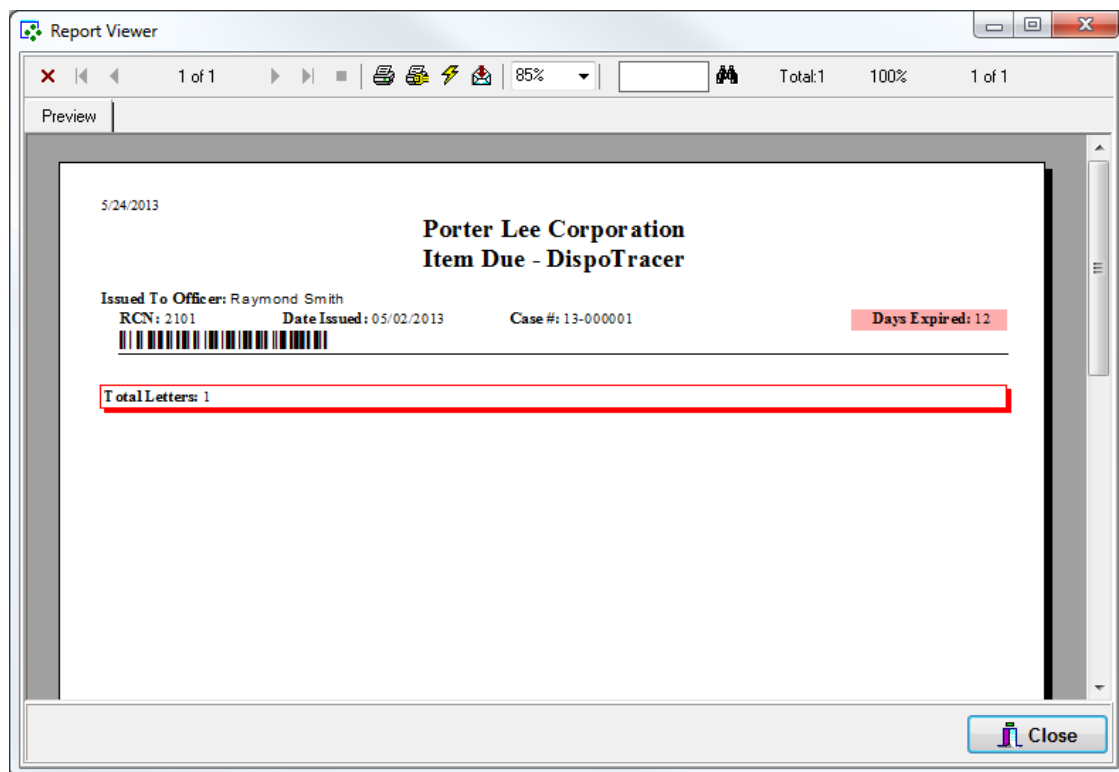 Report Viewer
1 of 1 85% Total:1 100% 1 of 1
Preview
5/24/2013
Porter Lee Corporation
Item Due - DispoTracer
Issued To Officer: Raymond Smith
RCN: 2101 Date Issued: 05/02/2013 Case #: 13-000001 Days Expired: 12
Total Letters: 1
Close